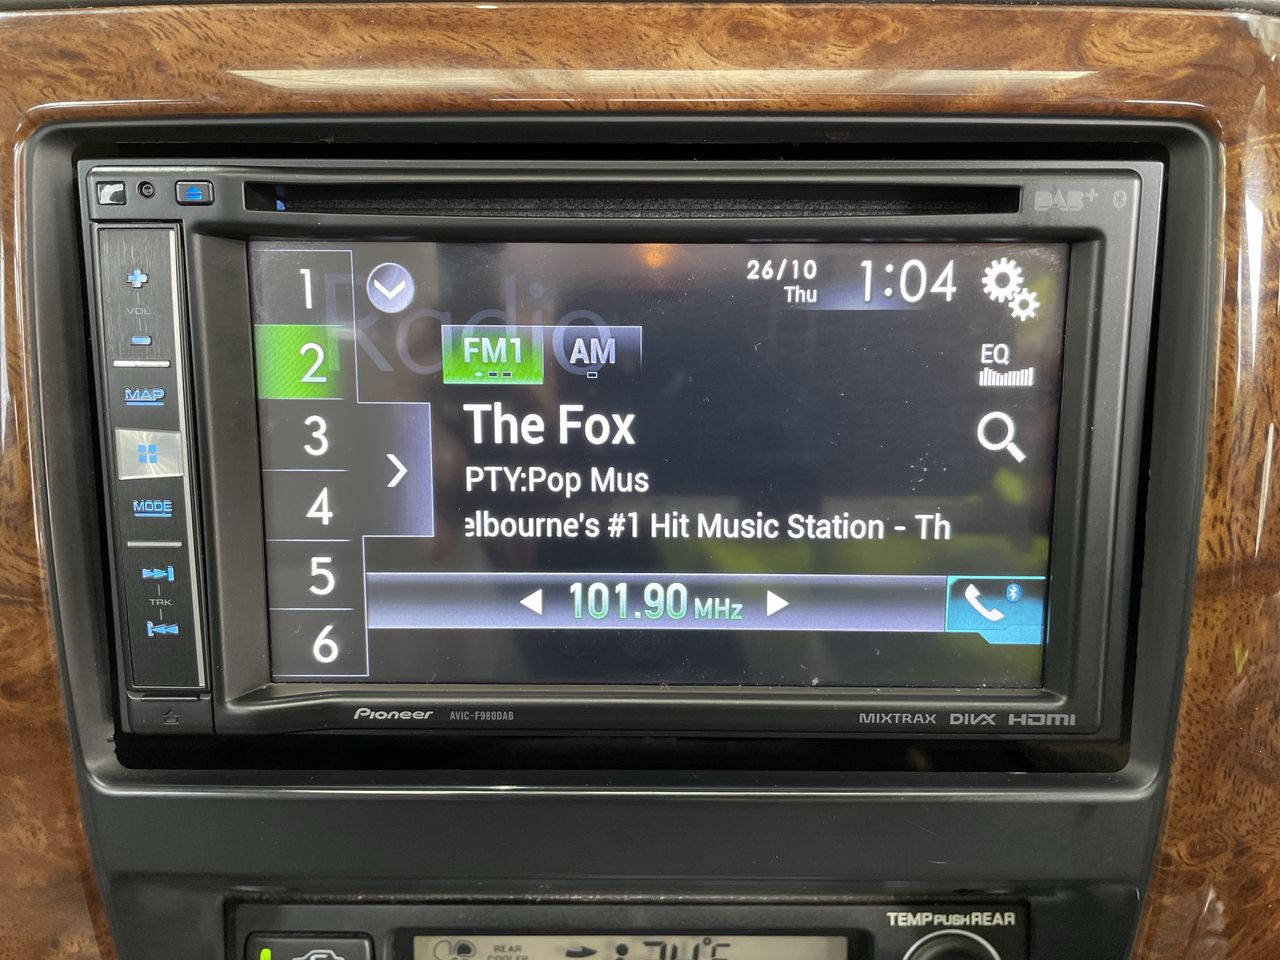 DAB+
VOL
MAP
MODE
TRK
Radio
1
2
3
4
5
6
26/10
Thu
1:04
FM1
AM
EQ
The Fox
PTY:Pop Mus
elbourne's #1 Hit Music Station - Th
101.90 MHz
Pioneer AVIC-F980DAB
MIXTRAX DIVX HDMI
TEMP PUSH REAR
REAR
COOLER